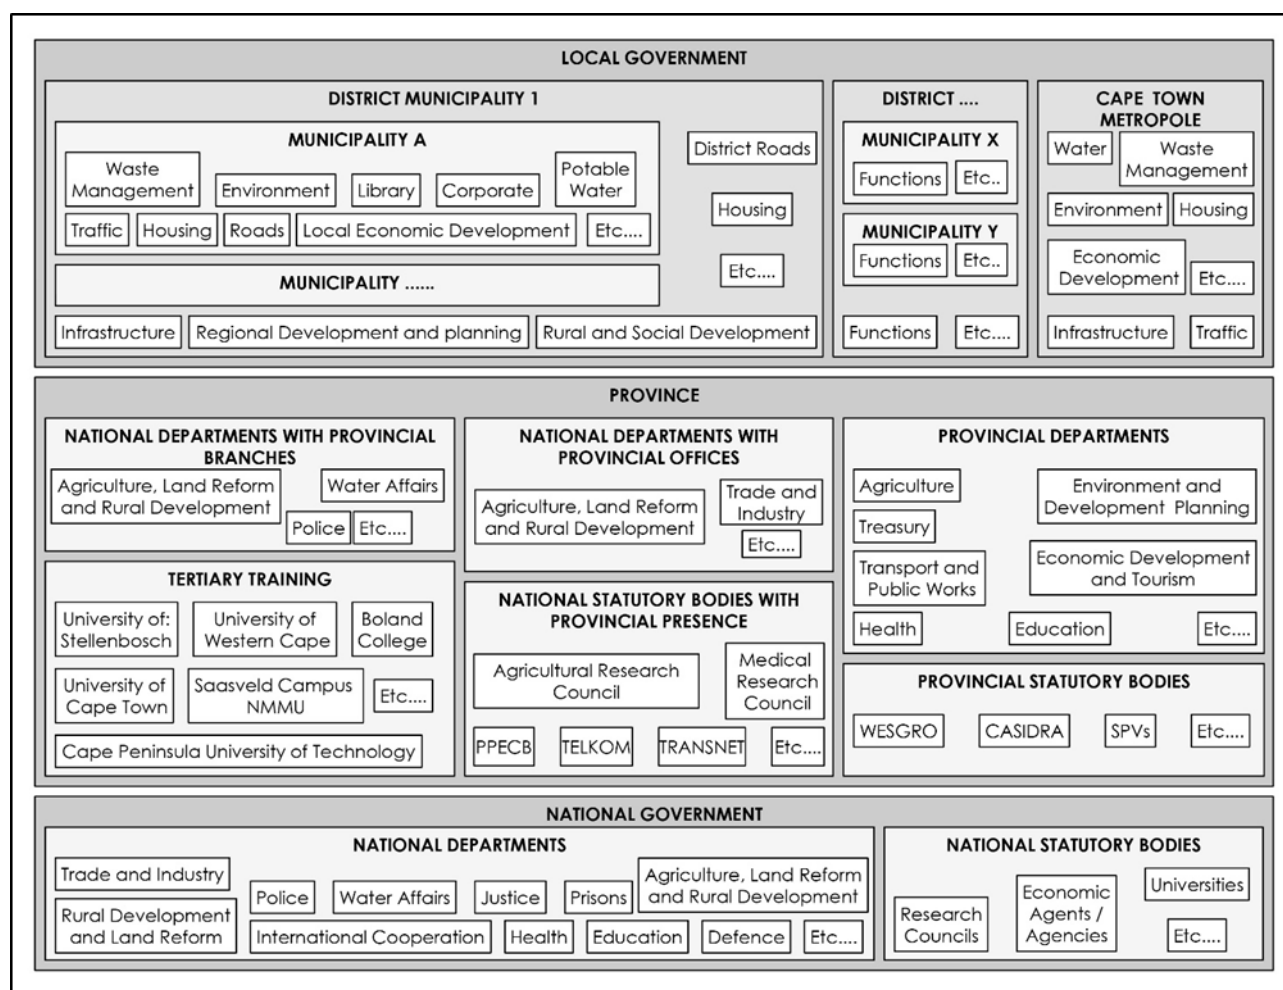 LOCAL GOVERNMENT
DISTRICT MUNICIPALITY 1
MUNICIPALITY A
Waste
Management
Environment
Library
Corporate
Potable
Water
Traffic
Housing
Roads
Local Economic Development
Etc....
MUNICIPALITY ......
District Roads
Housing
Etc....
Infrastructure
Regional Development and planning
Rural and Social Development
DISTRICT ....
MUNICIPALITY X
Functions
Etc..
MUNICIPALITY Y
Functions
Etc..
Functions
Etc....
CAPE TOWN
METROPOLE
Water
Waste
Management
Environment
Housing
Economic
Development
Etc....
Infrastructure
Traffic
PROVINCE
NATIONAL DEPARTMENTS WITH PROVINCIAL
BRANCHES
Agriculture, Land Reform
and Rural Development
Water Affairs
Police
Etc....
NATIONAL DEPARTMENTS WITH
PROVINCIAL OFFICES
Agriculture, Land Reform
and Rural Development
Trade and
Industry
Etc....
PROVINCIAL DEPARTMENTS
Agriculture
Environment and
Development Planning
Treasury
Transport and
Public Works
Economic Development
and Tourism
Health
Education
Etc....
TERTIARY TRAINING
University of:
Stellenbosch
University of
Western Cape
Boland
College
University of
Cape Town
Saasveld Campus
NMMU
Etc....
Cape Peninsula University of Technology
NATIONAL STATUTORY BODIES WITH
PROVINCIAL PRESENCE
Agricultural Research
Council
Medical
Research
Council
PPECB
TELKOM
TRANSNET
Etc....
PROVINCIAL STATUTORY BODIES
WESGRO
CASIDRA
SPVs
Etc....
NATIONAL GOVERNMENT
NATIONAL DEPARTMENTS
Trade and Industry
Rural Development
and Land Reform
Police
Water Affairs
Justice
Prisons
Agriculture, Land Reform
and Rural Development
International Cooperation
Health
Education
Defence
Etc....
NATIONAL STATUTORY BODIES
Research
Councils
Economic
Agents /
Agencies
Universities
Etc....